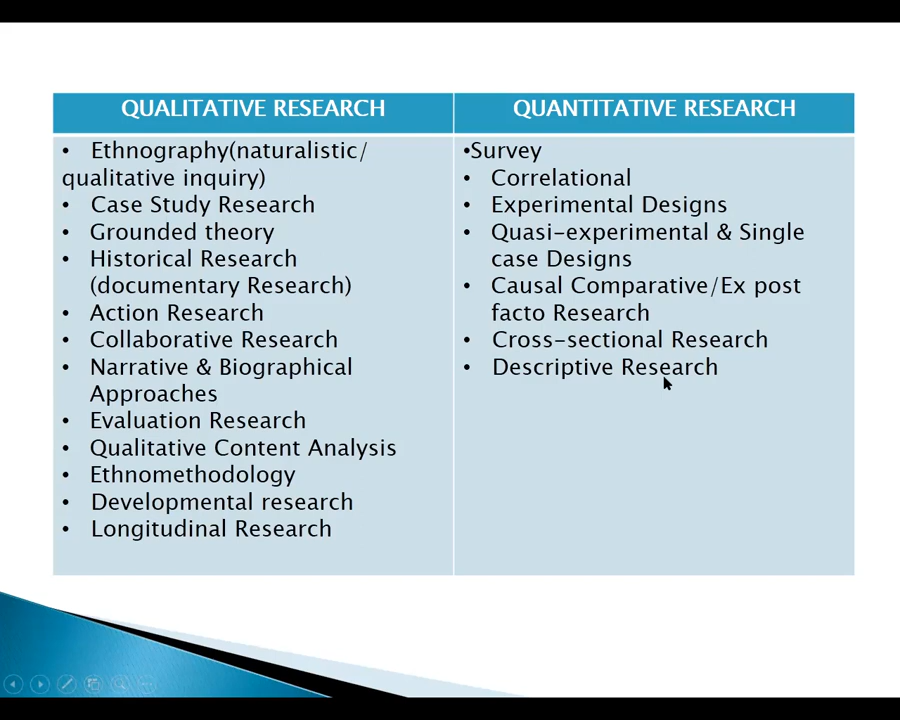 QUALITATIVE RESEARCH
• Ethnography(naturalistic/
qualitative inquiry)
• Case Study Research
• Grounded theory
• Historical Research
(documentary Research)
• Action Research
• Collaborative Research
• Narrative & Biographical
Approaches
• Evaluation Research
• Qualitative Content Analysis
• Ethnomethodology
• Developmental research
• Longitudinal Research
QUANTITATIVE RESEARCH
•Survey
• Correlational
• Experimental Designs
• Quasi-experimental & Single
case Designs
• Causal Comparative/Ex post
facto Research
• Cross-sectional Research
• Descriptive Research